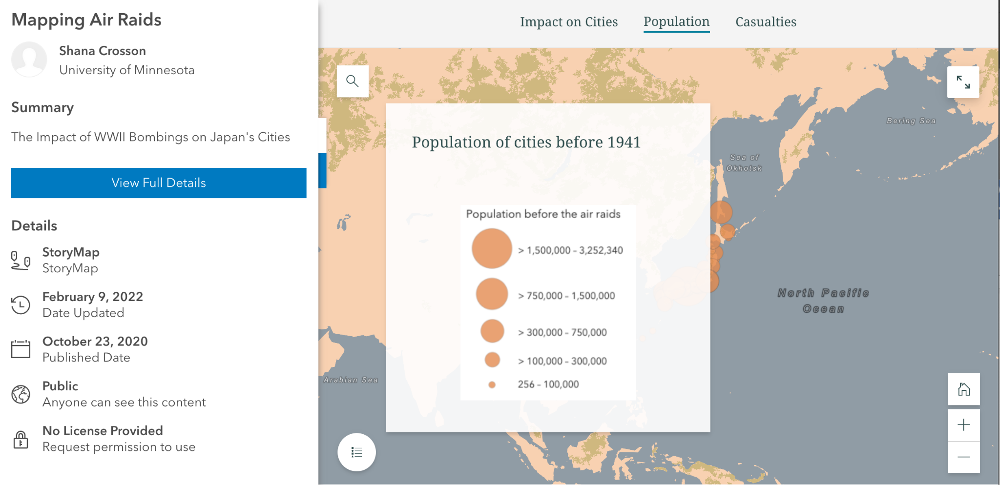 Mapping Air Raids
Shana Crosson
University of Minnesota
Summary
The Impact of WWII Bombings on Japan's Cities
View Full Details
Details
StoryMap
StoryMap
February 9, 2022
Date Updated
October 23, 2020
Published Date
Public
Anyone can see this content
No License Provided
Request permission to use
Impact on Cities
Population
Casualties
Bering Sea
Sea of
Okhotsk
Population of cities before 1941
Population before the air raids
> 1,500,000 – 3,252,340
> 750,000 – 1,500,000
> 300,000 – 750,000
> 100,000 – 300,000
256 – 100,000
North Pacific
Ocean
Arabian Sea